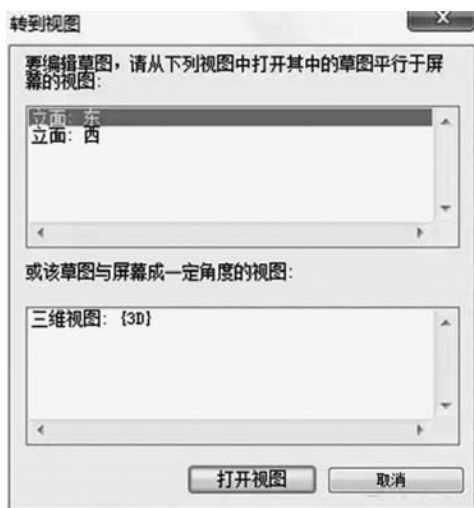 转到视图
要编辑草图，请从下列视图中打开其中的草图平行于屏
幕的视图：
立面：东
立面：西
或该草图与屏幕成一定角度的视图：
三维视图：{3D}
打开视图
取消